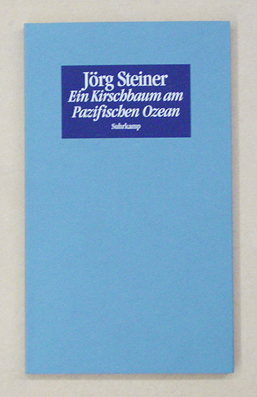 Jörg Steiner
Ein Kirschbaum am
Pazifischen Ozean
Suhrkamp